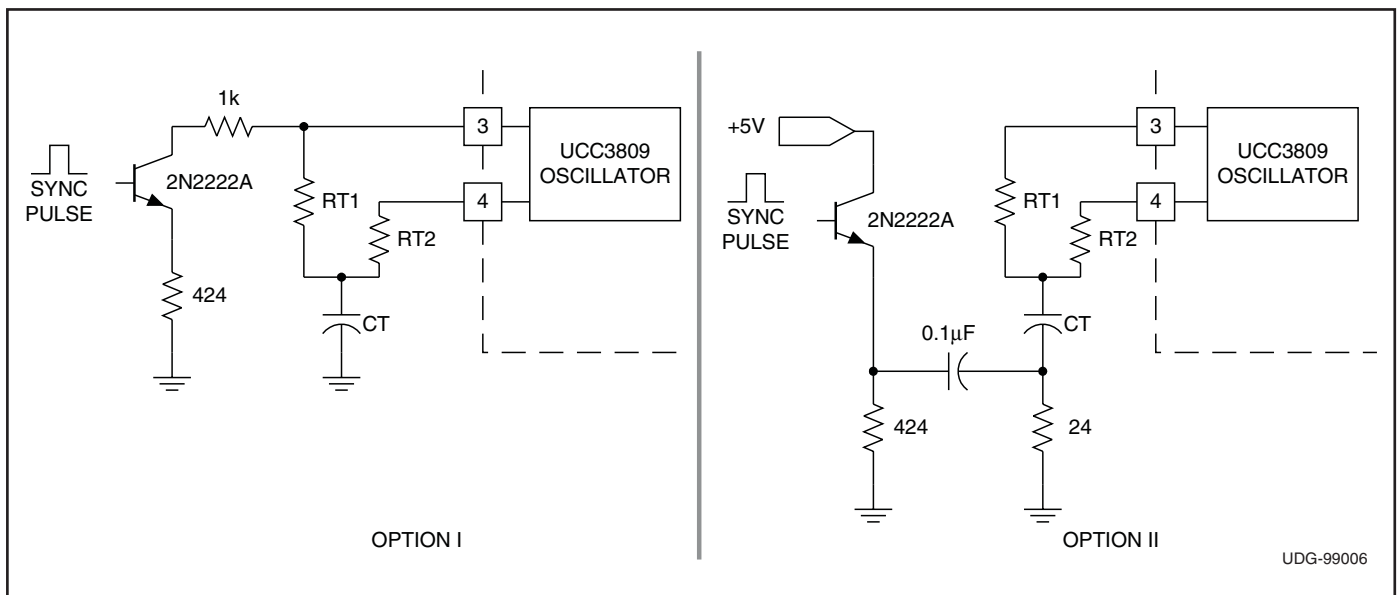 1k
SYNC
PULSE
2N2222A
424
RT1
RT2
CT
3
4
UCC3809
OSCILLATOR
OPTION I
+5V
SYNC
PULSE
2N2222A
0.1µF
424
24
RT1
RT2
CT
3
4
UCC3809
OSCILLATOR
OPTION II
UDG-99006